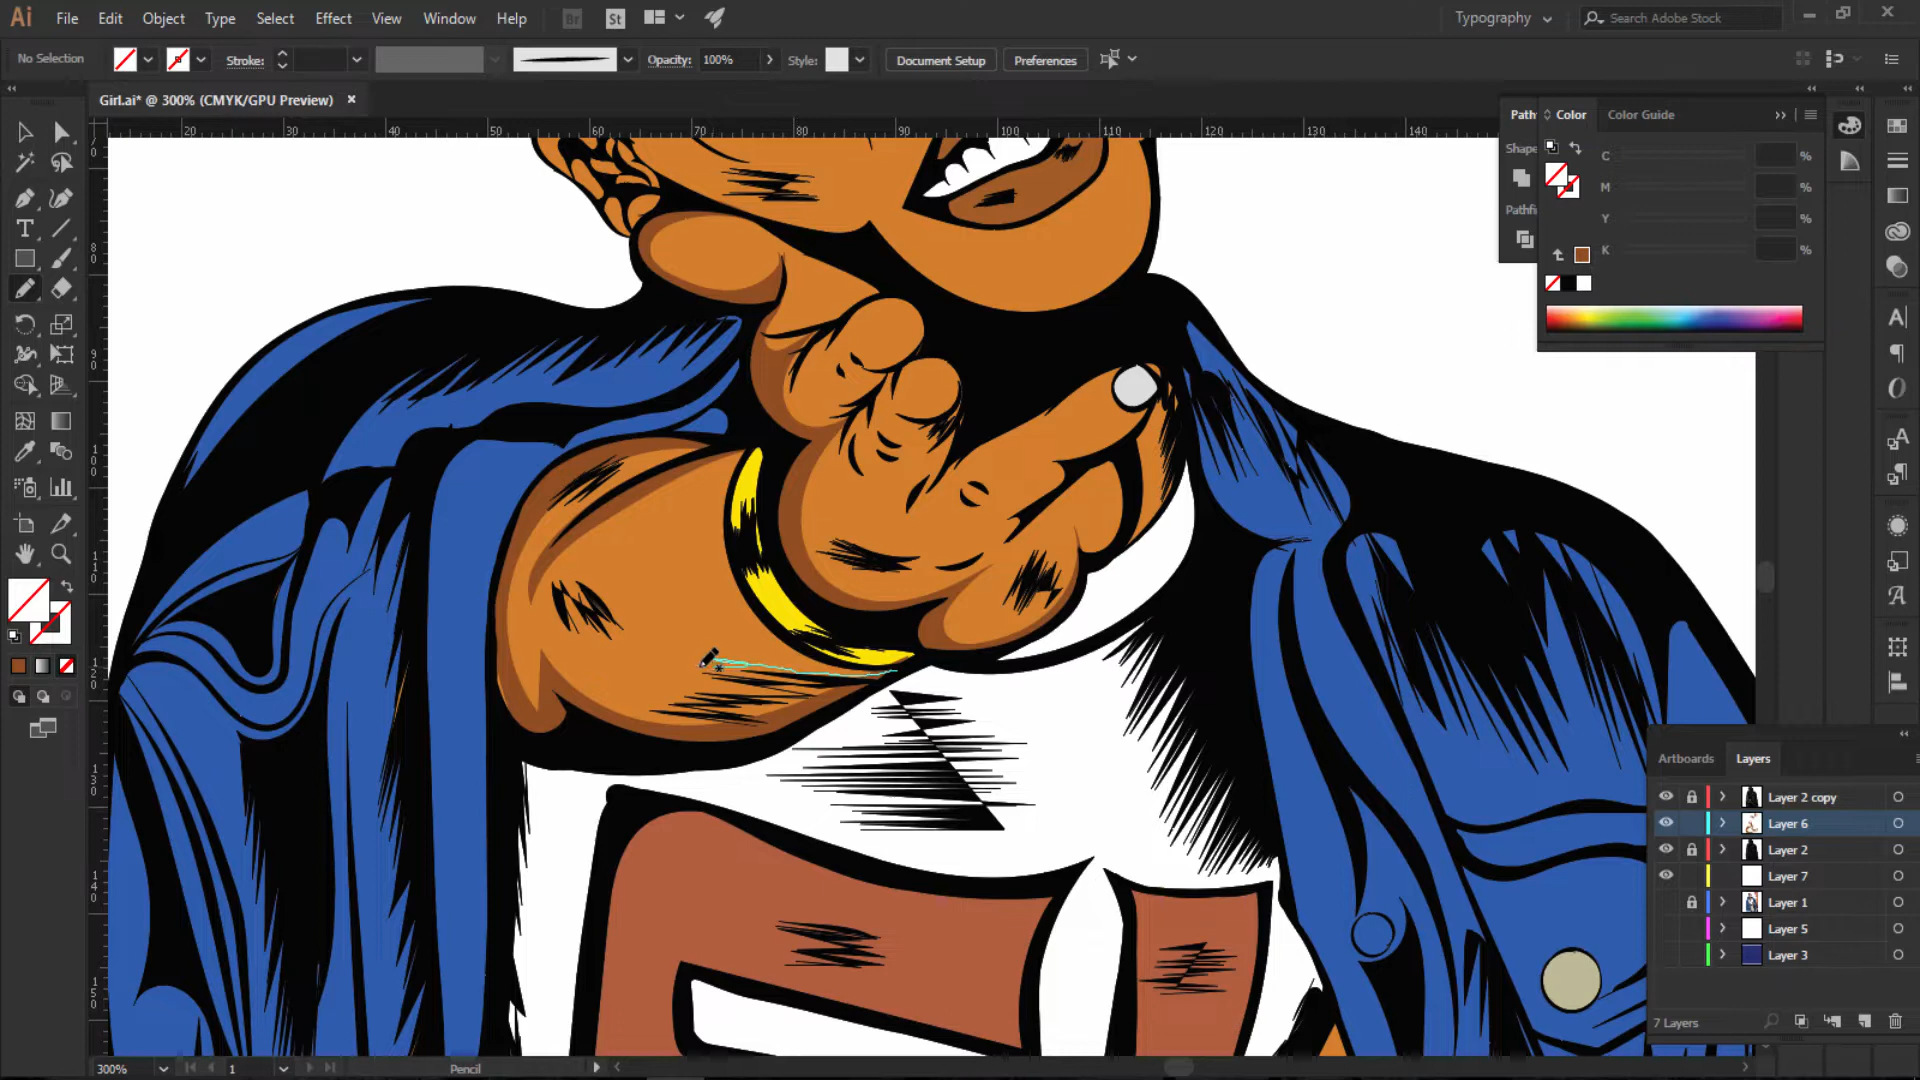 Ai File Edit Object Type Select Effect View Window Help Br St Typography Search Adobe Stock
No Selection Stroke: Opacity: 100% Style: Document Setup Preferences
Girl.ai* @ 300% (CMYK/GPU Preview)
20 30 40 50 60 70 80 90 100 110 120 130 140
Path Color Color Guide
Shape
C %
M %
Pathfi
Y %
K %
Artboards Layers
Layer 2 copy
Layer 6
Layer 2
Layer 7
Layer 1
Layer 5
Layer 3
7 Layers
300% 1 Pencil